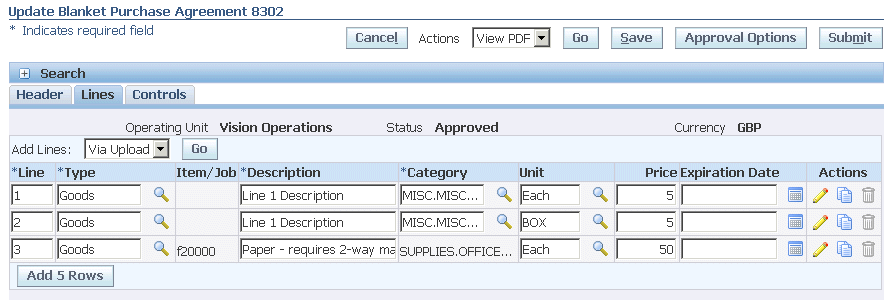 Update Blanket Purchase Agreement 8302
* Indicates required field
Cancel Actions View PDF Go Save Approval Options Submit
Search
Header Lines Controls
Operating Unit Vision Operations Status Approved Currency GBP
Add Lines: Via Upload Go
*Line *Type Item/Job *Description *Category Unit Price Expiration Date Actions
1 Goods Line 1 Description MISC.MISC... Each 5
2 Goods Line 1 Description MISC.MISC... BOX 5
3 Goods f20000 Paper - requires 2-way ma SUPPLIES.OFFICE... Each 50
Add 5 Rows